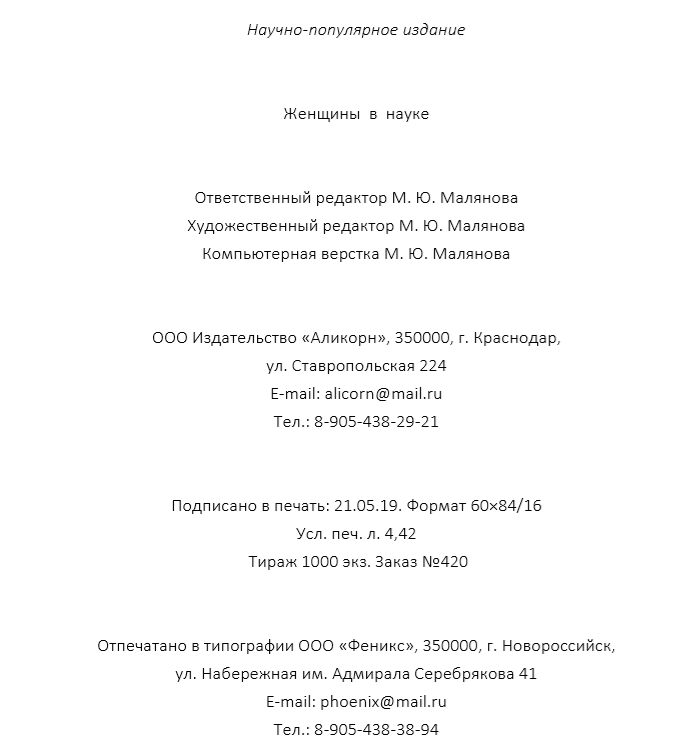 Научно-популярное издание
Женщины в науке
Ответственный редактор М. Ю. Малянова
Художественный редактор М. Ю. Малянова
Компьютерная верстка М. Ю. Малянова
ООО Издательство «Аликорн», 350000, г. Краснодар,
ул. Ставропольская 224
E-mail: alicorn@mail.ru
Тел.: 8-905-438-29-21
Подписано в печать: 21.05.19. Формат 60×84/16
Усл. печ. л. 4,42
Тираж 1000 экз. Заказ №420
Отпечатано в типографии ООО «Феникс», 350000, г. Новороссийск,
ул. Набережная им. Адмирала Серебрякова 41
E-mail: phoenix@mail.ru
Тел.: 8-905-438-38-94